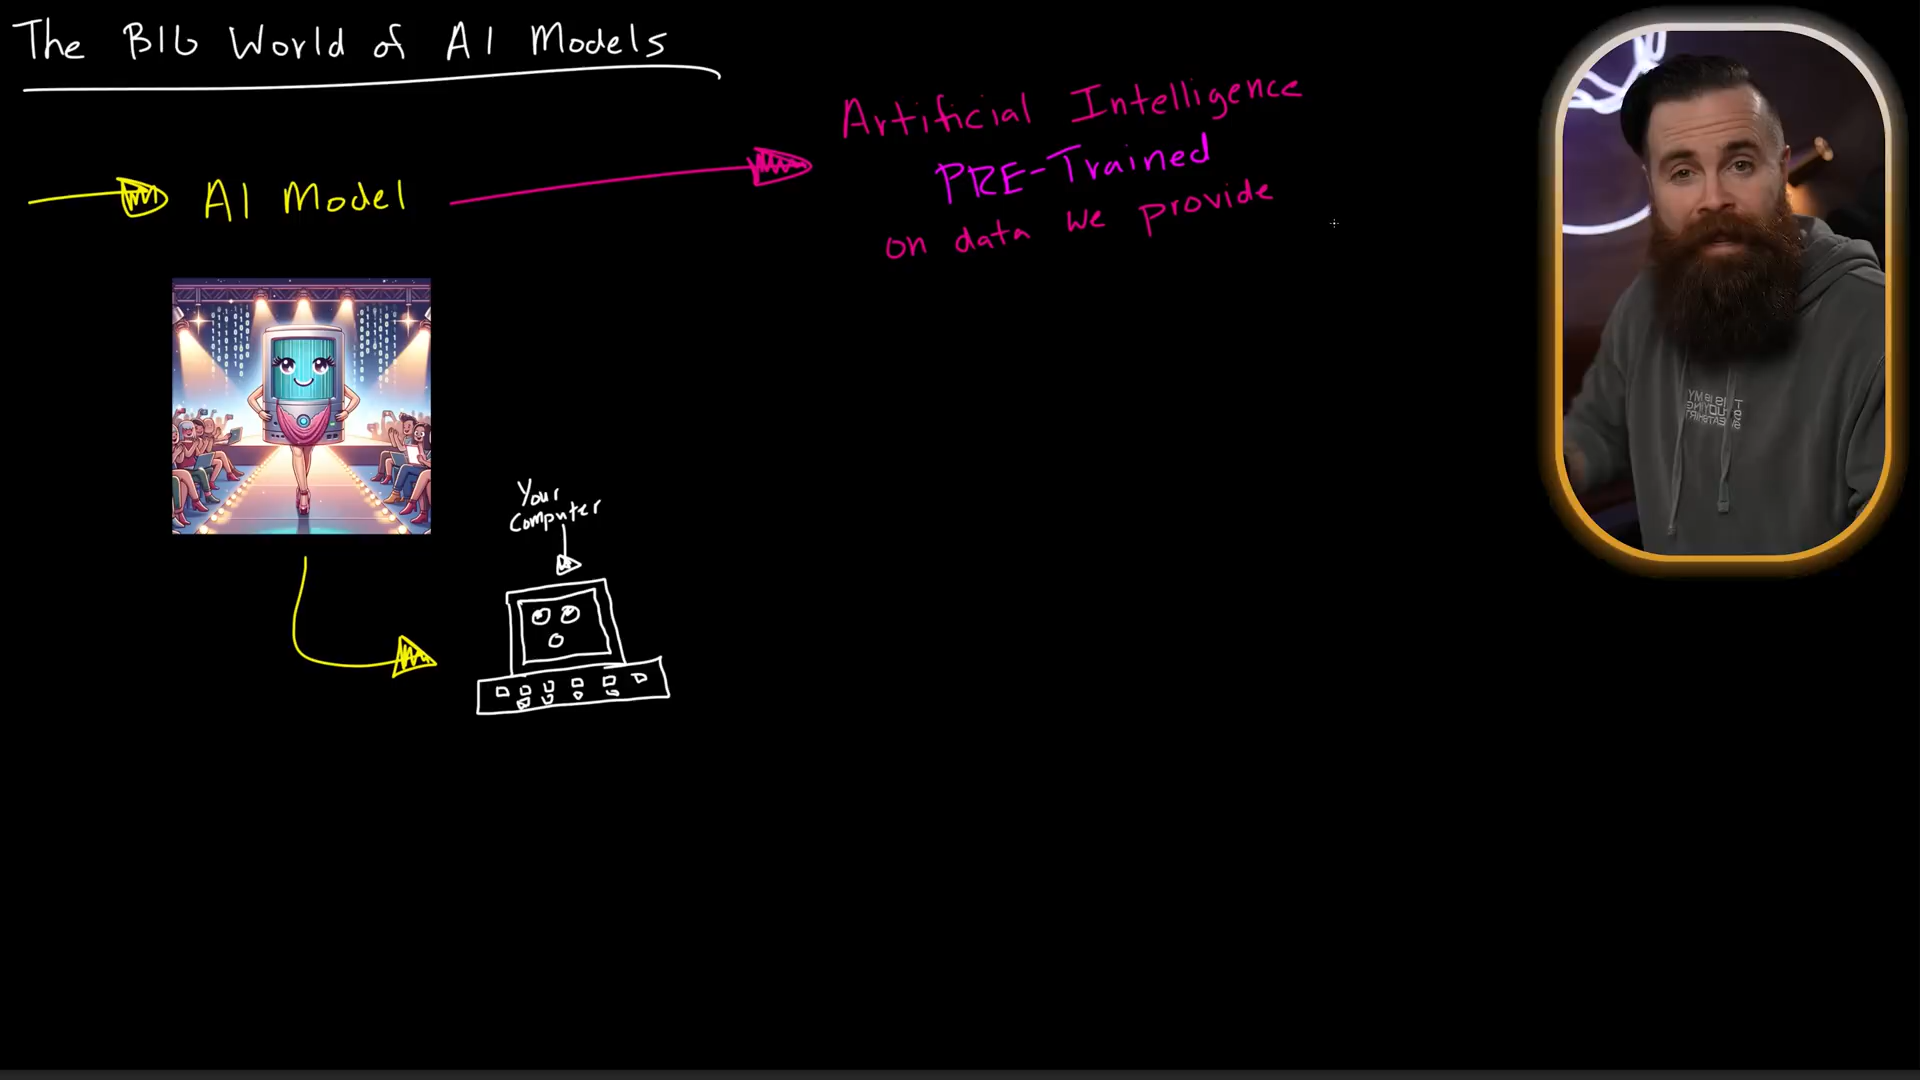 The BIG World of AI Models
AI Model
Artificial Intelligence
PRE-Trained
on data we provide
Your
Computer